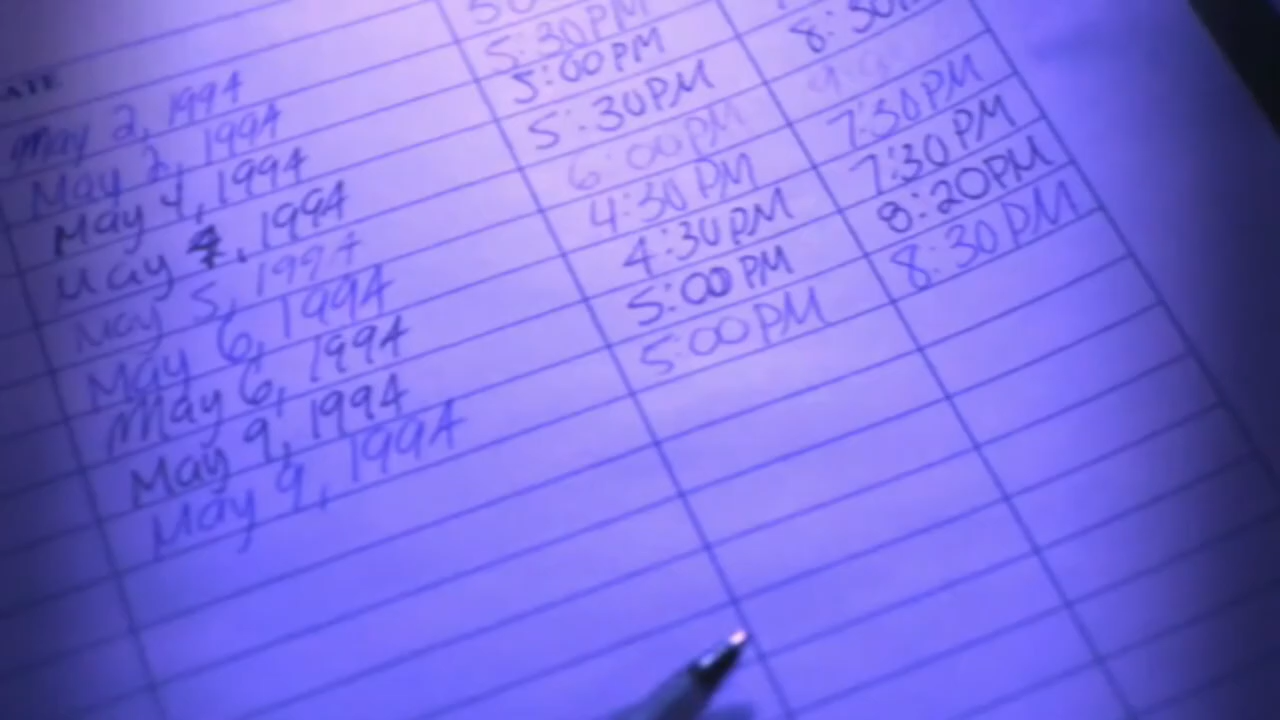 May 2, 1994
May 2, 1994 5:30PM
May 4, 1994 5:00PM
May 4, 1994 5:30PM
May 5, 1994 6:00PM
May 6, 1994 4:30PM 7:30PM
May 6, 1994 4:30PM 7:30PM
May 9, 1994 5:00PM 8:20PM
May 9, 1994 5:00PM 8:30PM